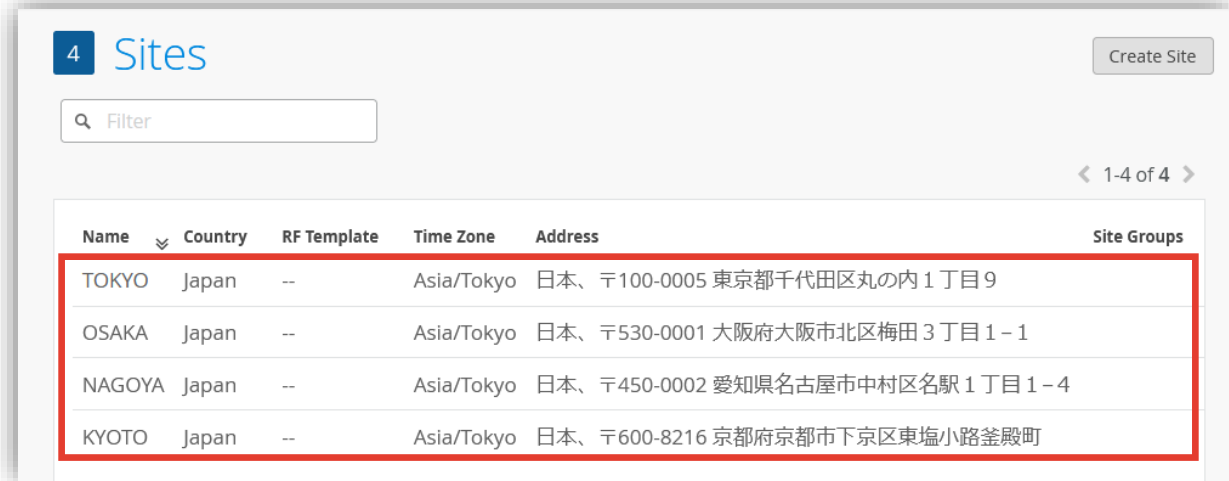 4 Sites
Create Site
Filter
1-4 of 4
Name Country RF Template Time Zone Address Site Groups
TOKYO Japan -- Asia/Tokyo 日本、〒100-0005 東京都千代田区丸の内１丁目９
OSAKA Japan -- Asia/Tokyo 日本、〒530-0001 大阪府大阪市北区梅田３丁目１−１
NAGOYA Japan -- Asia/Tokyo 日本、〒450-0002 愛知県名古屋市中村区名駅１丁目１−４
KYOTO Japan -- Asia/Tokyo 日本、〒600-8216 京都府京都市下京区東塩小路釜殿町